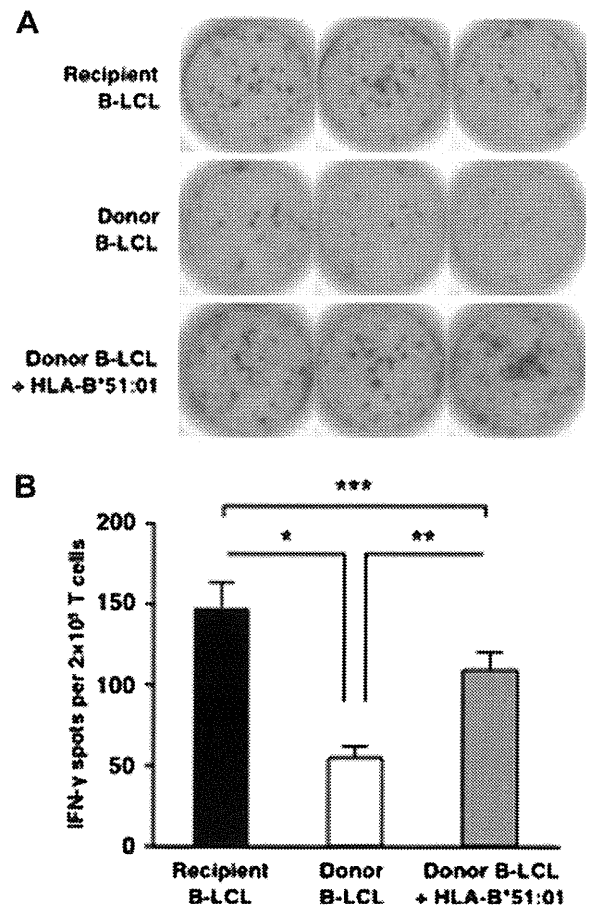 A
Recipient
B-LCL
Donor
B-LCL
Donor B-LCL
+ HLA-B*51:01
B
***
* **
IFN-γ spots per 2x10⁵ T cells
200
150
100
50
0
Recipient
B-LCL
Donor
B-LCL
Donor B-LCL
+ HLA-B*51:01